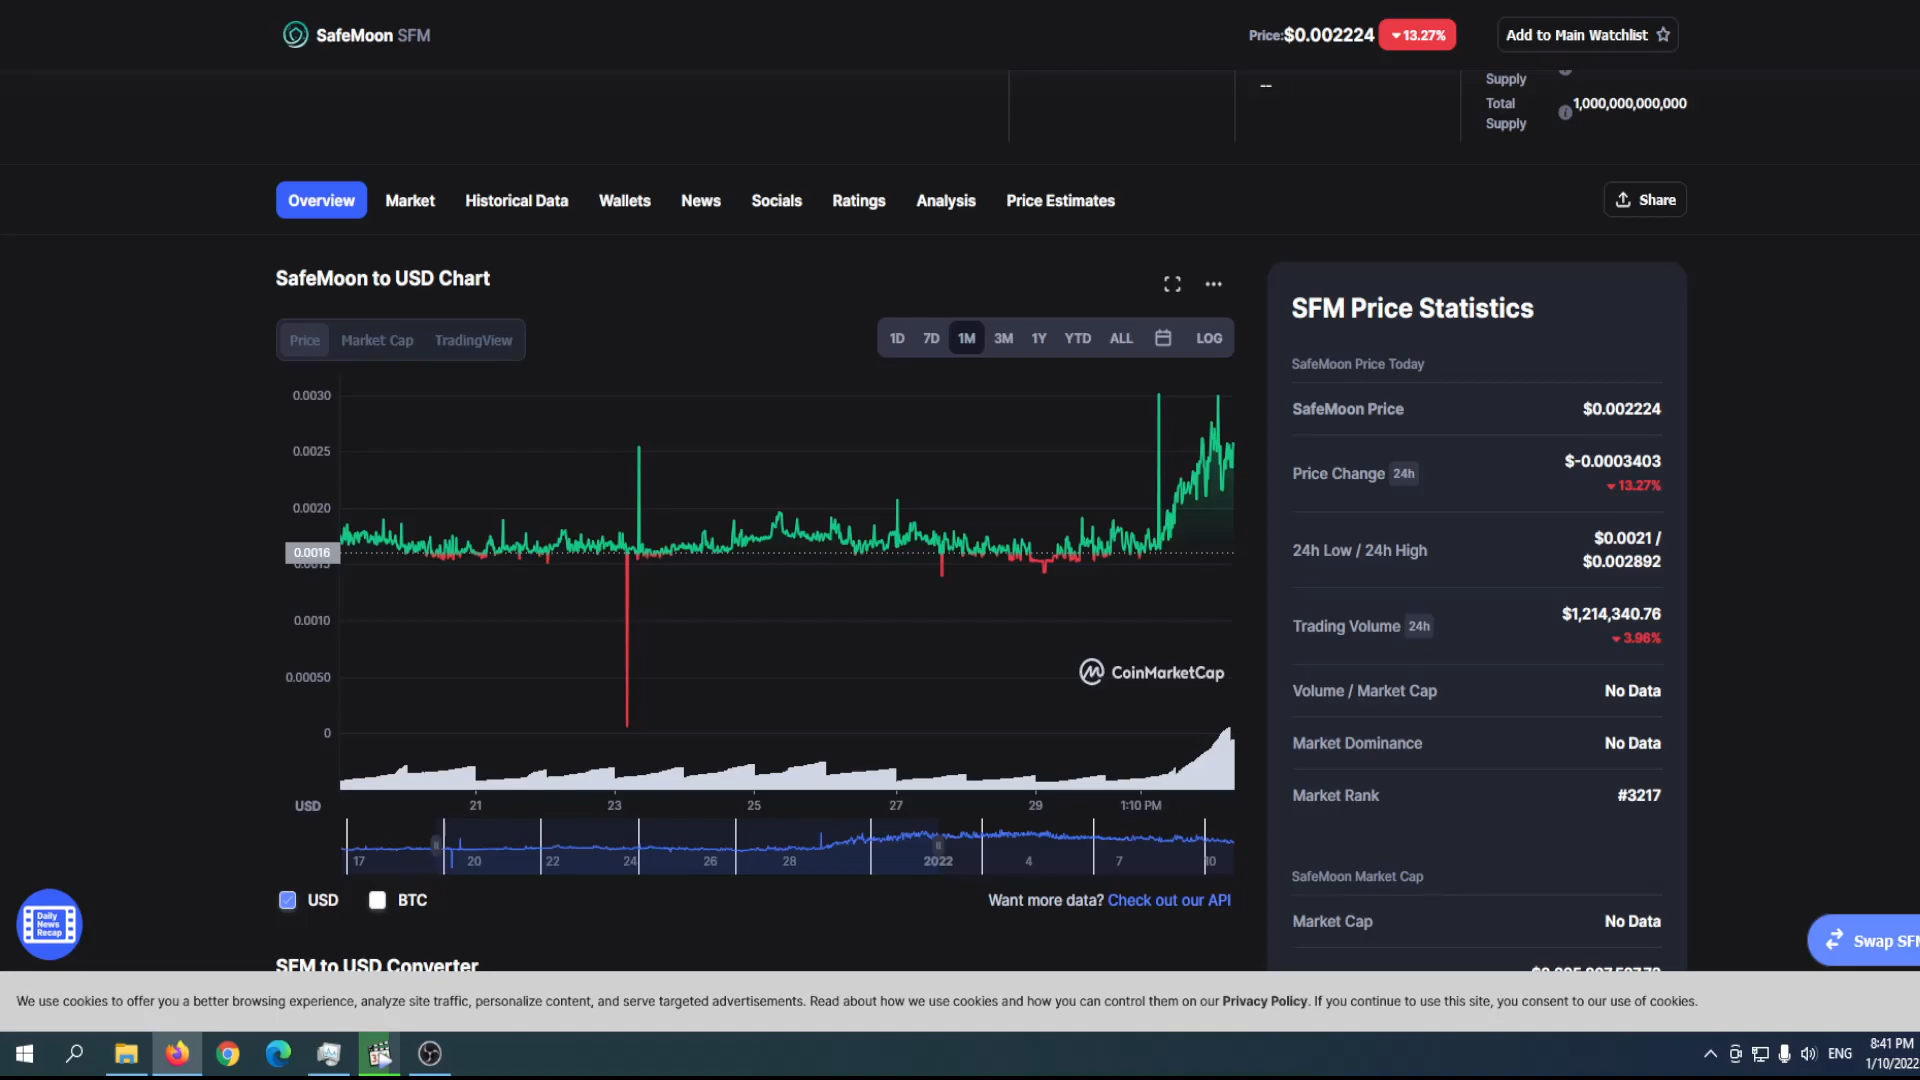 SafeMoon SFM
Price:$0.002224 13.27% Add to Main Watchlist
--
Supply
Total Supply 1,000,000,000,000
Overview Market Historical Data Wallets News Socials Ratings Analysis Price Estimates Share
SafeMoon to USD Chart
Price Market Cap TradingView
1D 7D 1M 3M 1Y YTD ALL LOG
0.0030
0.0025
0.0020
0.0016
0.0015
0.0010
0.00050
0
CoinMarketCap
USD 21 23 25 27 29 1:10 PM
17 20 22 24 26 28 2022 4 7 10
USD BTC
Want more data? Check out our API
SFM to USD Converter
SFM Price Statistics
SafeMoon Price Today
SafeMoon Price $0.002224
Price Change 24h $-0.0003403
13.27%
24h Low / 24h High $0.0021 /
$0.002892
Trading Volume 24h $1,214,340.76
3.96%
Volume / Market Cap No Data
Market Dominance No Data
Market Rank #3217
SafeMoon Market Cap
Market Cap No Data
Daily
News
Recap
Swap SFM
We use cookies to offer you a better browsing experience, analyze site traffic, personalize content, and serve targeted advertisements. Read about how we use cookies and how you can control them on our Privacy Policy. If you continue to use this site, you consent to our use of cookies.
ENG
8:41 PM
1/10/2022